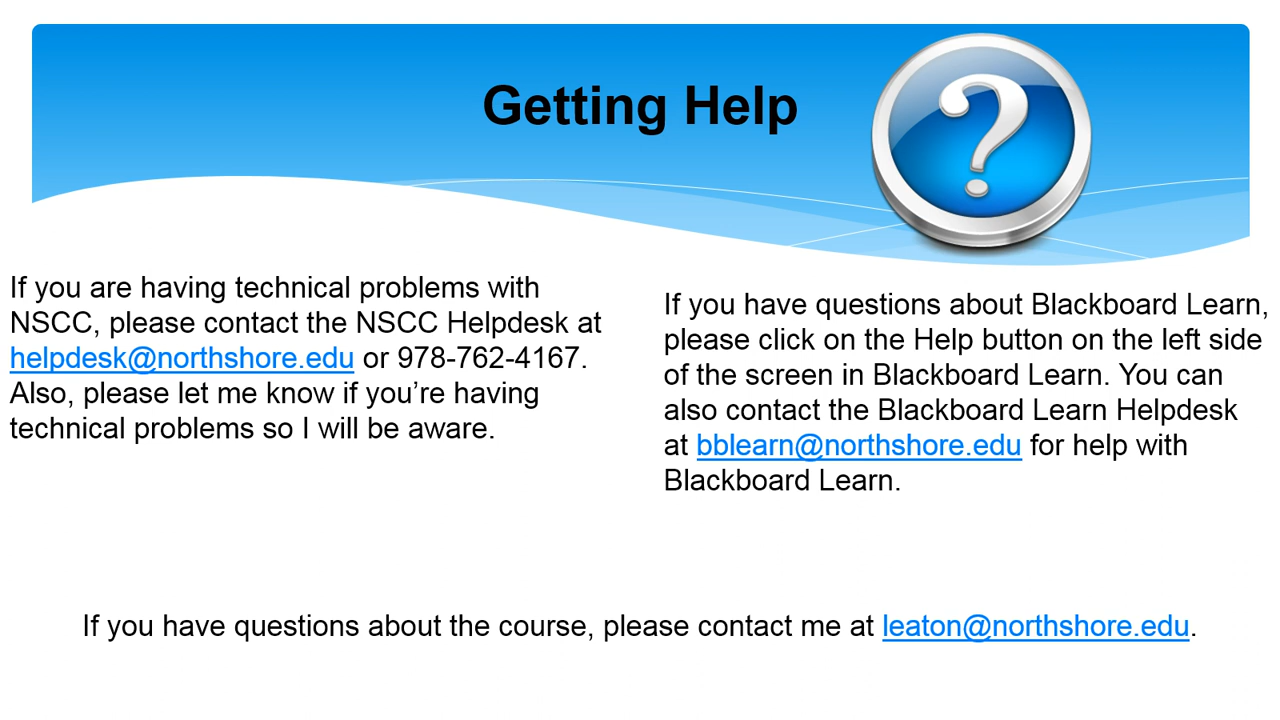 Getting Help
If you are having technical problems with
NSCC, please contact the NSCC Helpdesk at
helpdesk@northshore.edu or 978-762-4167.
Also, please let me know if you’re having
technical problems so I will be aware.
If you have questions about Blackboard Learn,
please click on the Help button on the left side
of the screen in Blackboard Learn. You can
also contact the Blackboard Learn Helpdesk
at bblearn@northshore.edu for help with
Blackboard Learn.
If you have questions about the course, please contact me at leaton@northshore.edu.